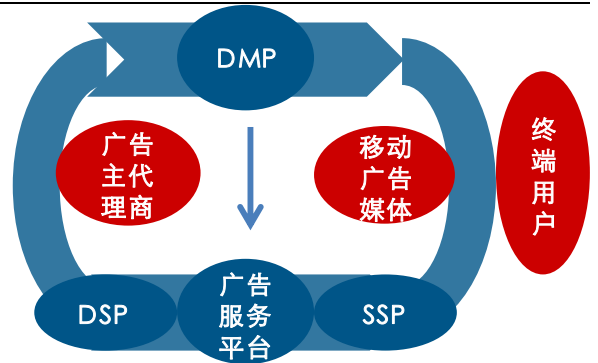 DMP
广告
主代
理商
移动
广告
媒体
终
端
用
户
DSP
广告
服务
平台
SSP